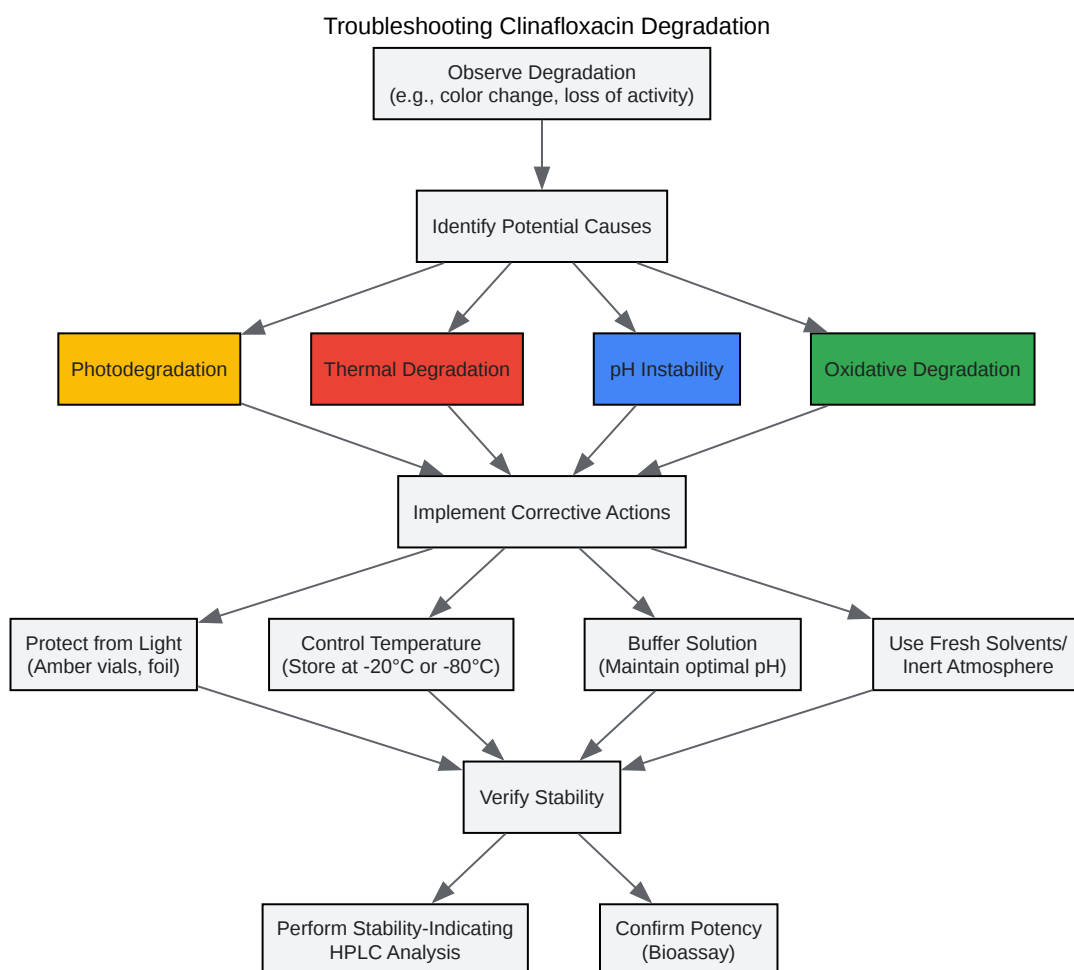 Troubleshooting Clinafloxacin Degradation
Observe Degradation
(e.g., color change, loss of activity)
Identify Potential Causes
Photodegradation
Thermal Degradation
pH Instability
Oxidative Degradation
Implement Corrective Actions
Protect from Light
(Amber vials, foil)
Control Temperature
(Store at -20°C or -80°C)
Buffer Solution
(Maintain optimal pH)
Use Fresh Solvents/
Inert Atmosphere
Verify Stability
Perform Stability-Indicating
HPLC Analysis
Confirm Potency
(Bioassay)